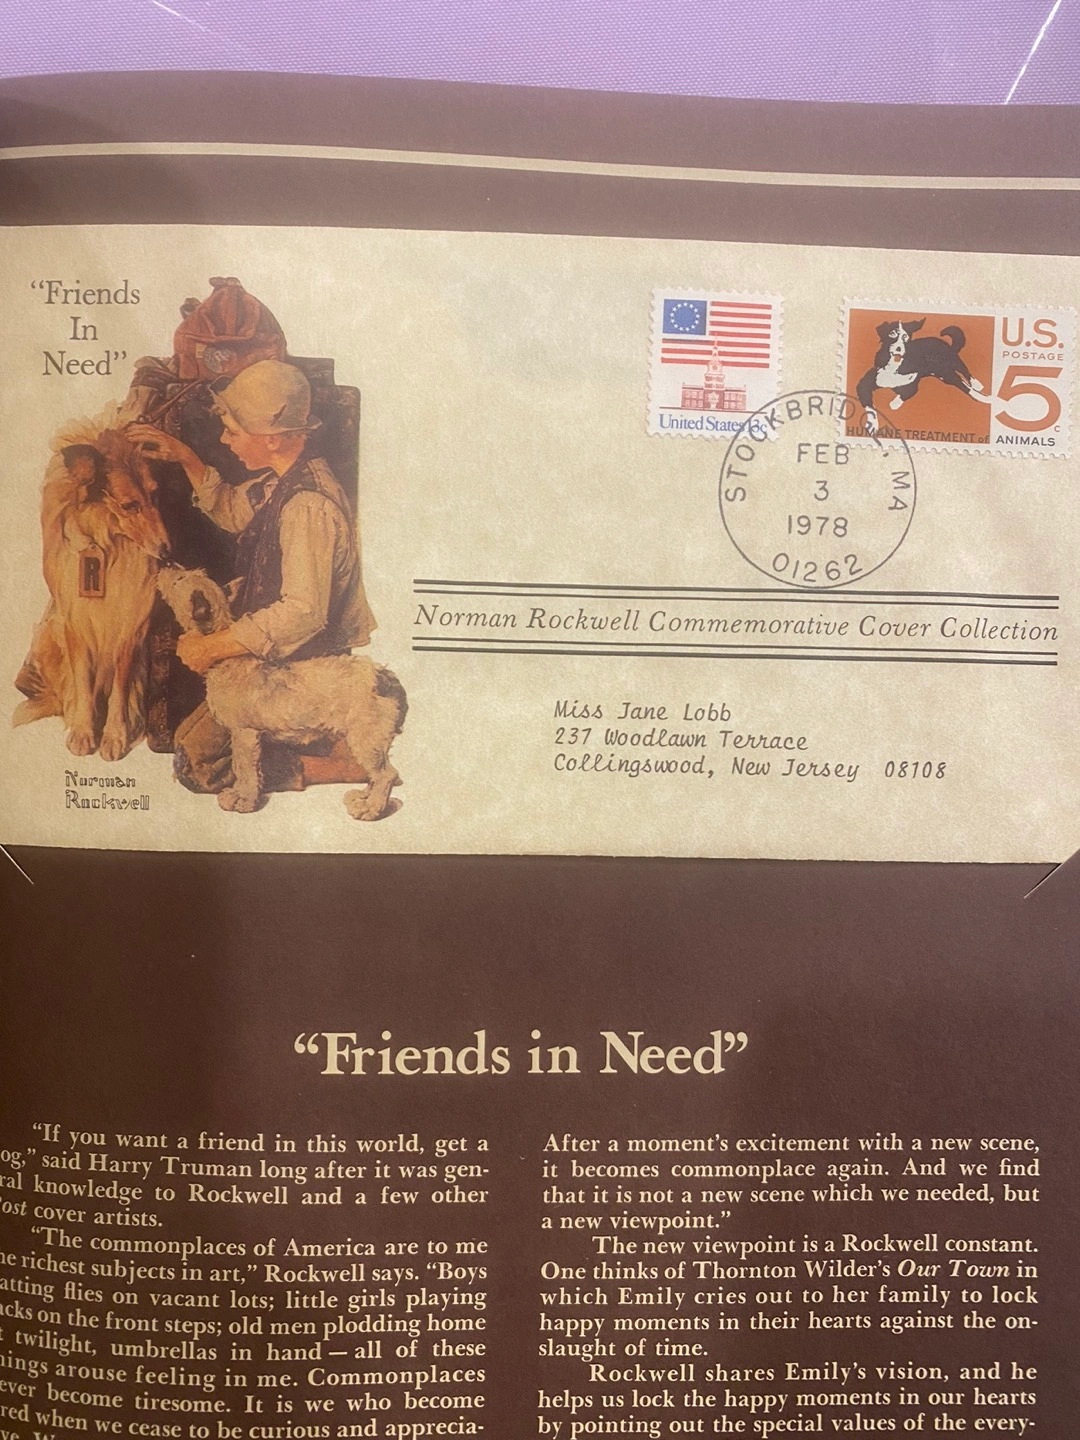 “Friends
In
Need”
R
Norman
Rockwell
United States 13c
U.S.
POSTAGE
5c
HUMANE TREATMENT of ANIMALS
STOCKBRIDGE, MA
FEB
3
1978
01262
Norman Rockwell Commemorative Cover Collection
Miss Jane Lobb
237 Woodlawn Terrace
Collingswood, New Jersey 08108
“Friends in Need”
“If you want a friend in this world, get a
og,” said Harry Truman long after it was gen-
ral knowledge to Rockwell and a few other
ost cover artists.
“The commonplaces of America are to me
he richest subjects in art,” Rockwell says. “Boys
atting flies on vacant lots; little girls playing
acks on the front steps; old men plodding home
t twilight, umbrellas in hand — all of these
hings arouse feeling in me. Commonplaces
ever become tiresome. It is we who become
red when we cease to be curious and apprecia-
After a moment’s excitement with a new scene,
it becomes commonplace again. And we find
that it is not a new scene which we needed, but
a new viewpoint.”
The new viewpoint is a Rockwell constant.
One thinks of Thornton Wilder’s Our Town in
which Emily cries out to her family to lock
happy moments in their hearts against the on-
slaught of time.
Rockwell shares Emily’s vision, and he
helps us lock the happy moments in our hearts
by pointing out the special values of the every-